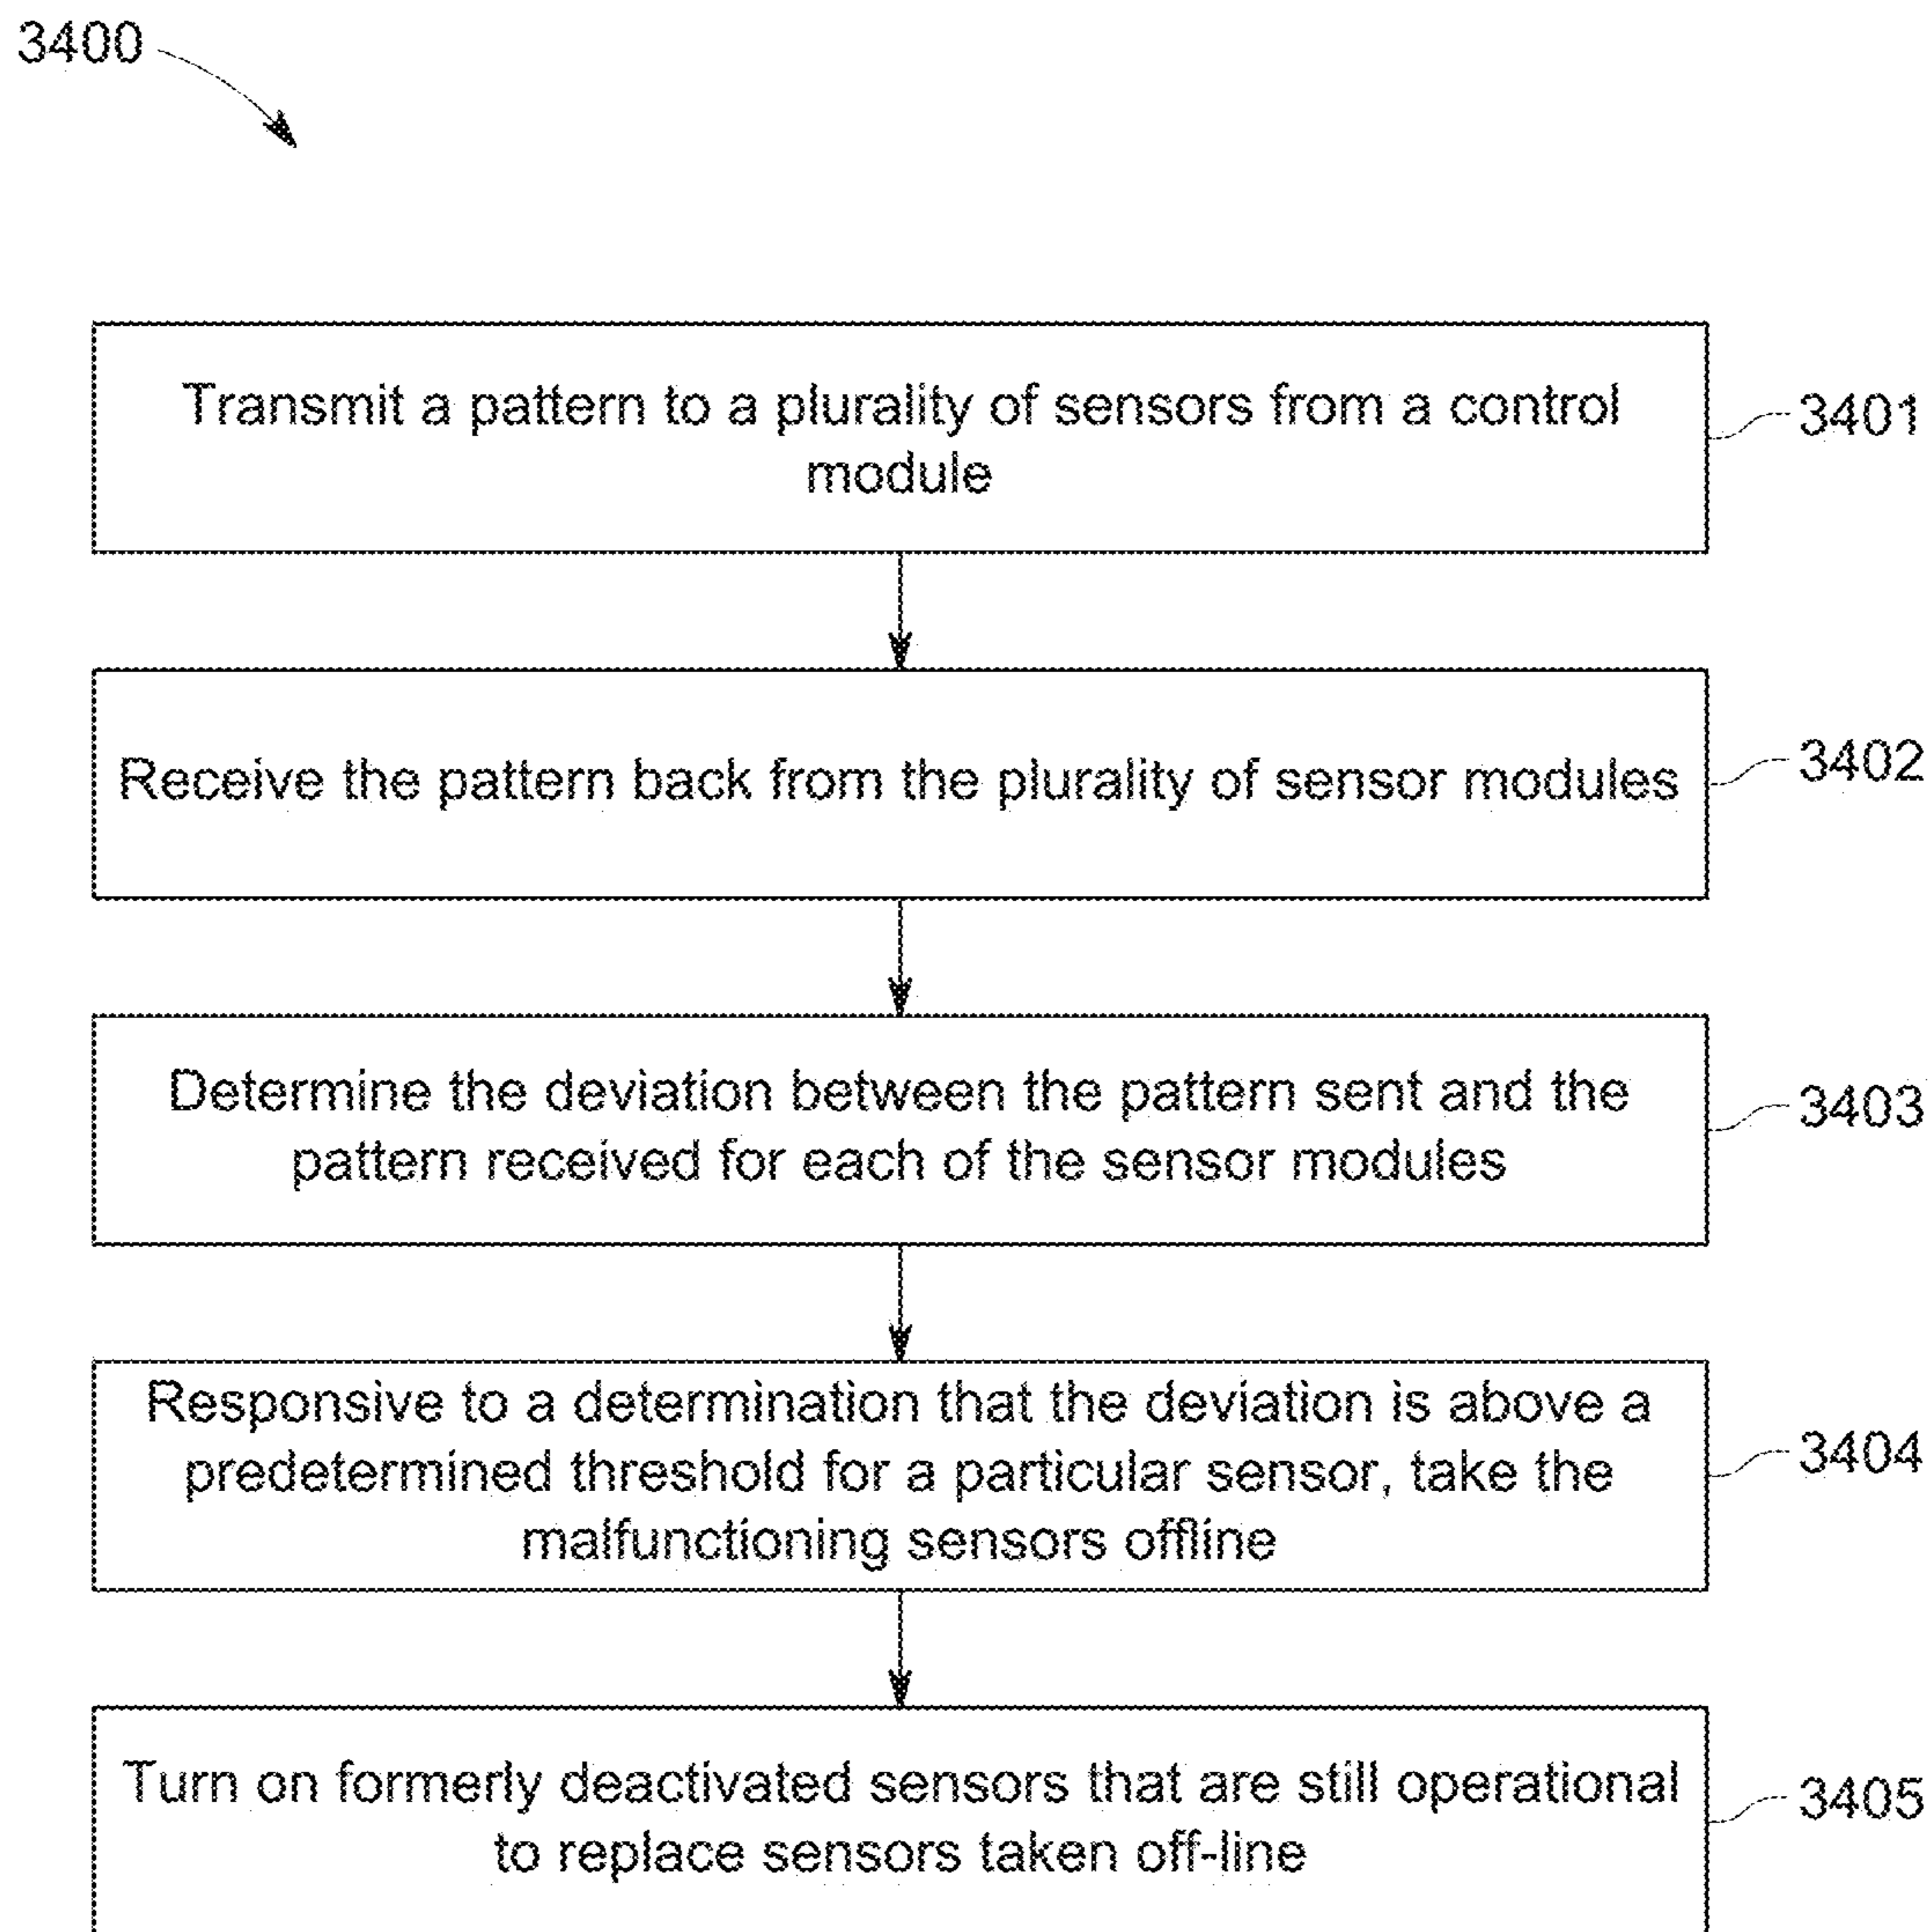 3400
Transmit a pattern to a plurality of sensors from a control
module
3401
Receive the pattern back from the plurality of sensor modules
3402
Determine the deviation between the pattern sent and the
pattern received for each of the sensor modules
3403
Responsive to a determination that the deviation is above a
predetermined threshold for a particular sensor, take the
malfunctioning sensors offline
3404
Turn on formerly deactivated sensors that are still operational
to replace sensors taken off-line
3405